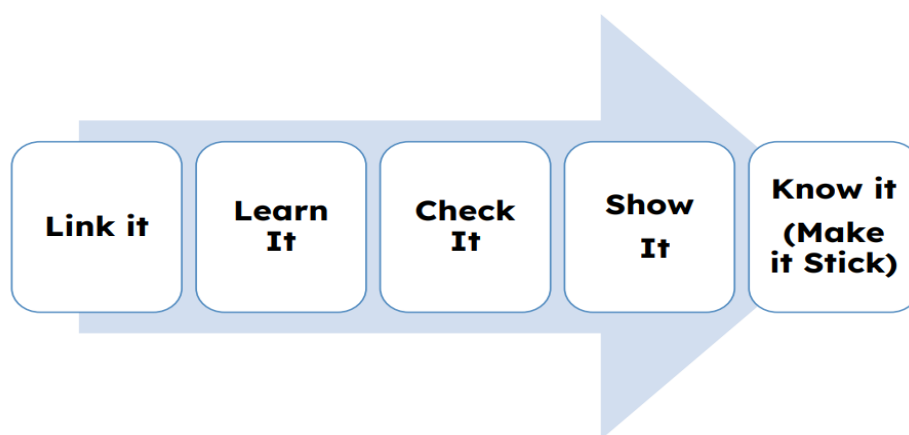 Link it
Learn
It
Check
It
Show
It
Know it
(Make
it Stick)